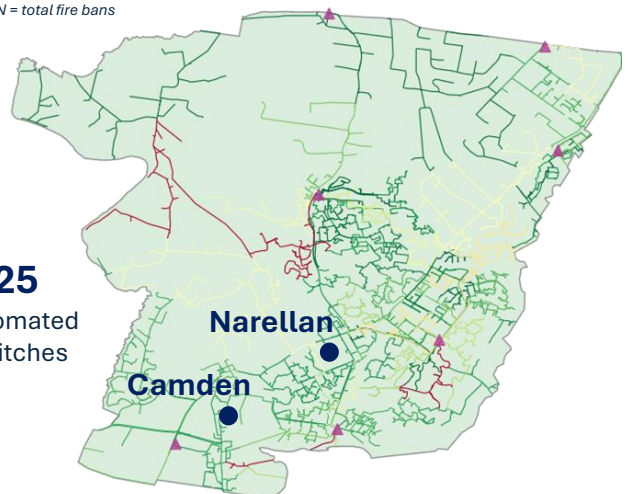 N = total fire bans
25
omated
itches
Narellan
Camden